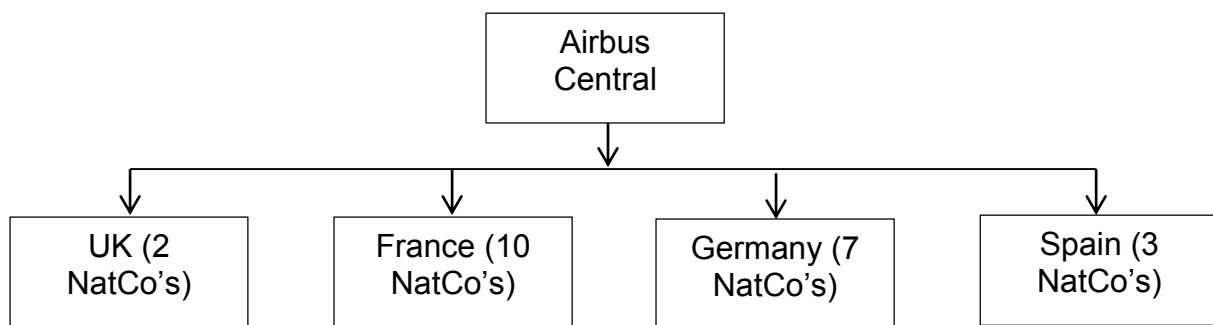 Airbus
Central
UK (2
NatCo’s)
France (10
NatCo’s)
Germany (7
NatCo’s)
Spain (3
NatCo’s)